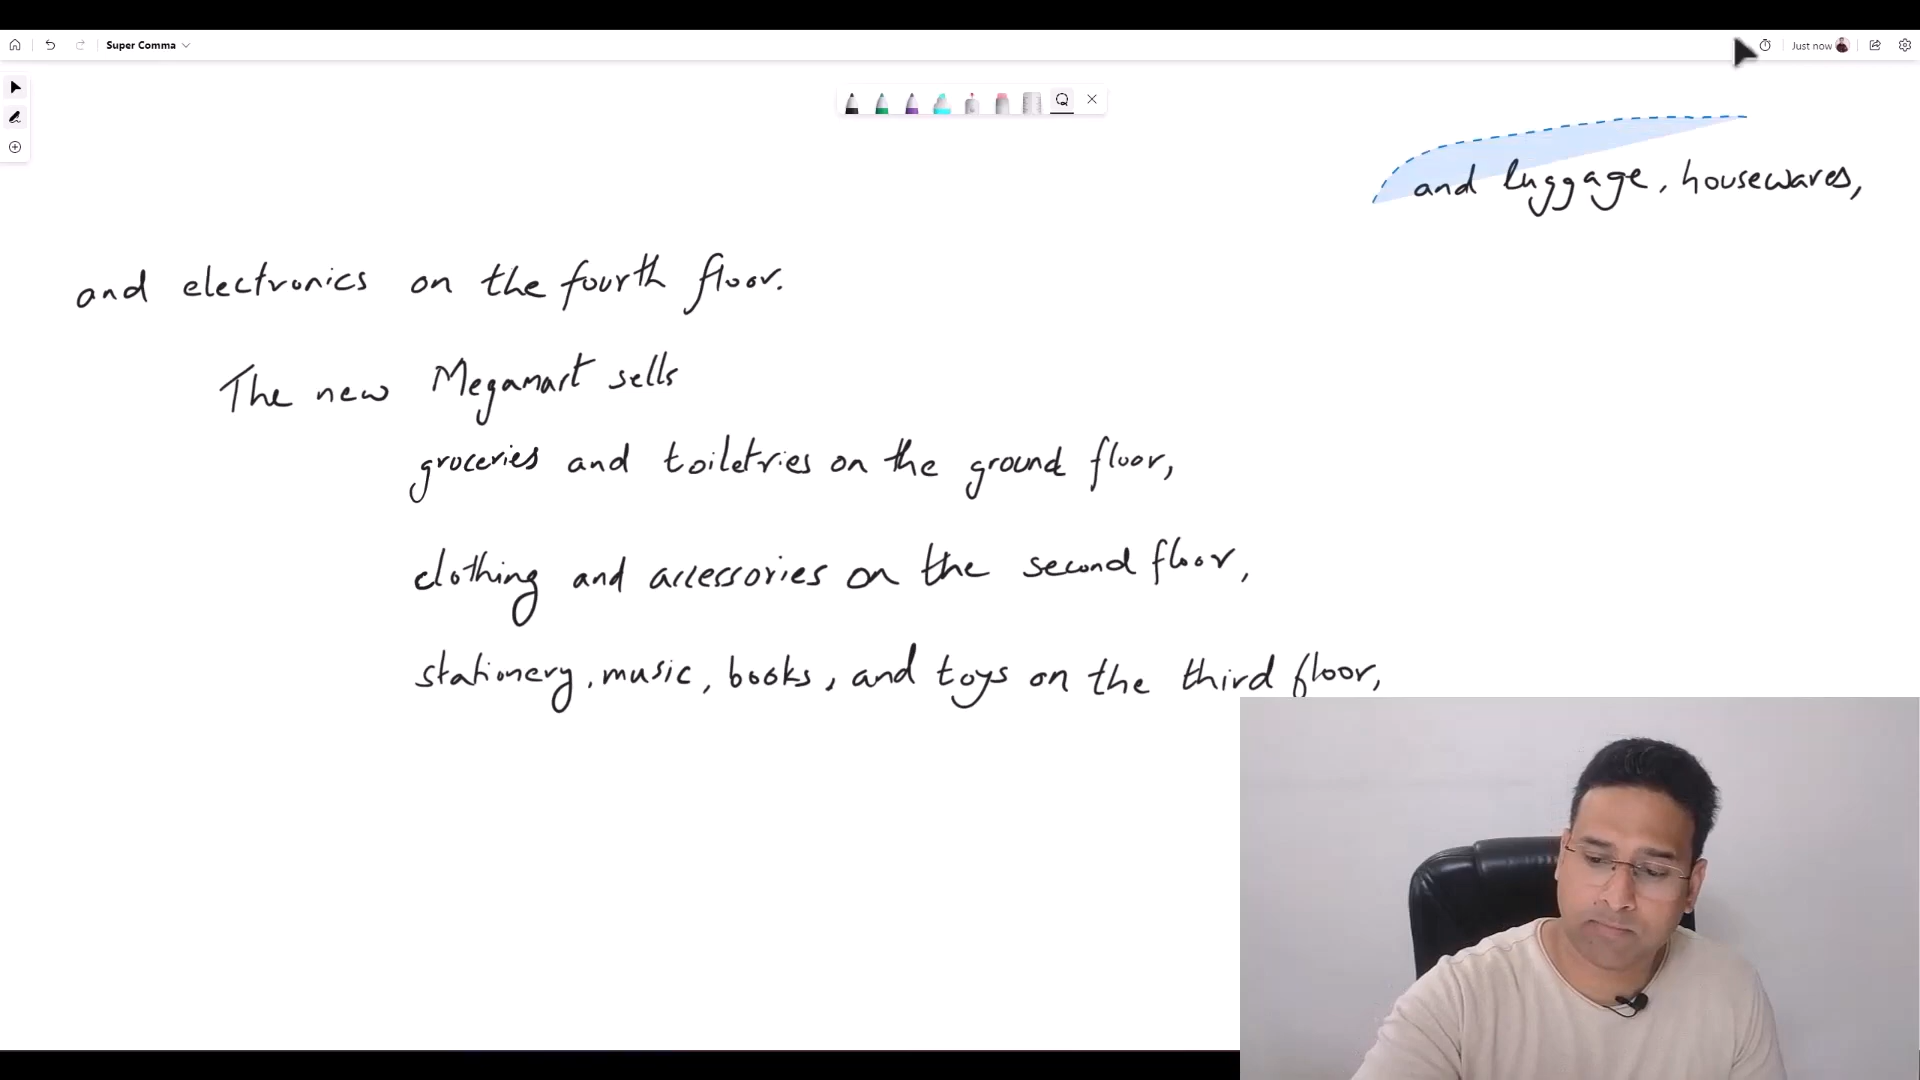 Super Comma
Just now
and luggage, housewares,
and electronics on the fourth floor.
The new Megamart sells
groceries and toiletries on the ground floor,
clothing and accessories on the second floor,
stationery, music, books, and toys on the third floor,